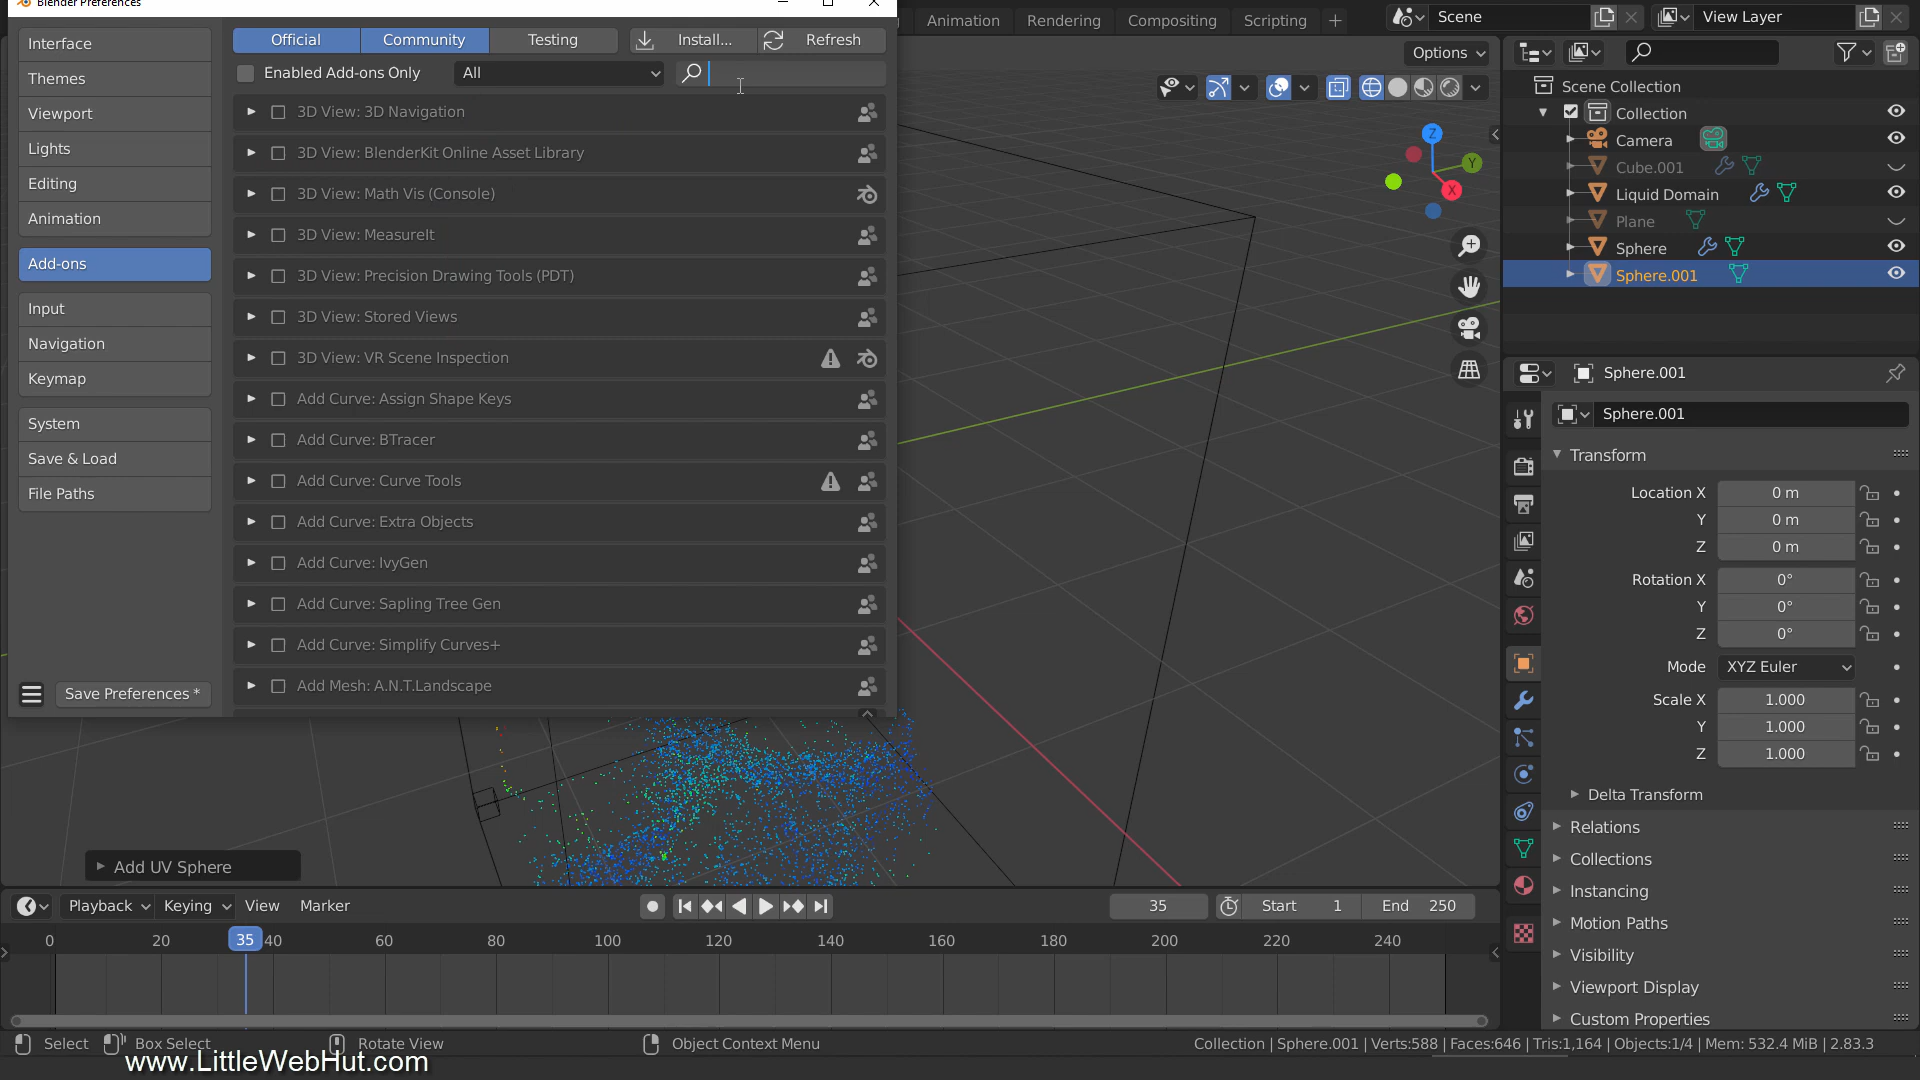 Blender Preferences
Interface
Themes
Viewport
Lights
Editing
Animation
Add-ons
Input
Navigation
Keymap
System
Save & Load
File Paths
Save Preferences *
Official Community Testing Install... Refresh
Enabled Add-ons Only All
3D View: 3D Navigation
3D View: BlenderKit Online Asset Library
3D View: Math Vis (Console)
3D View: MeasureIt
3D View: Precision Drawing Tools (PDT)
3D View: Stored Views
3D View: VR Scene Inspection
Add Curve: Assign Shape Keys
Add Curve: BTracer
Add Curve: Curve Tools
Add Curve: Extra Objects
Add Curve: IvyGen
Add Curve: Sapling Tree Gen
Add Curve: Simplify Curves+
Add Mesh: A.N.T.Landscape
Animation Rendering Compositing Scripting +
Scene View Layer
Options
Z
Y
X
Scene Collection
Collection
Camera
Cube.001
Liquid Domain
Plane
Sphere
Sphere.001
Sphere.001
Sphere.001
Transform
Location X 0 m
Y 0 m
Z 0 m
Rotation X 0°
Y 0°
Z 0°
Mode XYZ Euler
Scale X 1.000
Y 1.000
Z 1.000
Delta Transform
Relations
Collections
Instancing
Motion Paths
Visibility
Viewport Display
Custom Properties
Add UV Sphere
Playback Keying View Marker 35 Start 1 End 250
0 20 35 40 60 80 100 120 140 160 180 200 220 240
Select Box Select Rotate View Object Context Menu Collection | Sphere.001 | Verts:588 | Faces:646 | Tris:1,164 | Objects:1/4 | Mem: 532.4 MiB | 2.83.3
www.LittleWebHut.com